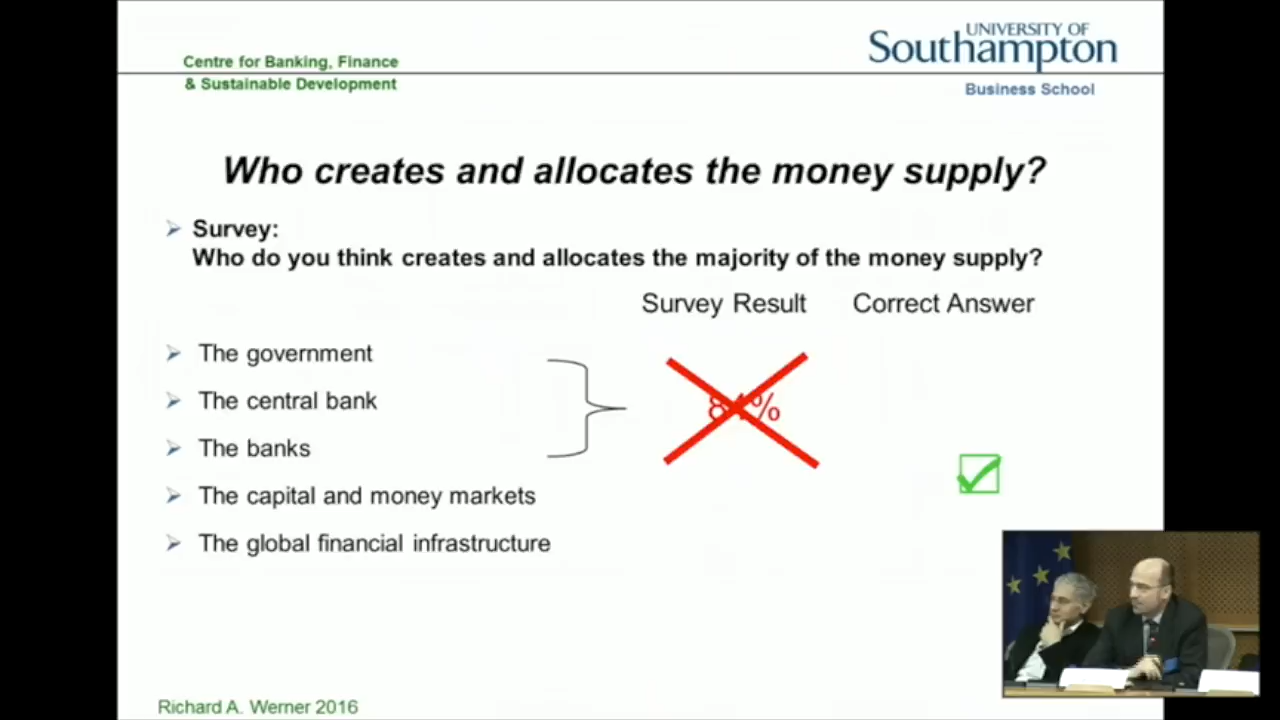 Centre for Banking, Finance
& Sustainable Development
UNIVERSITY OF
Southampton
Business School
Who creates and allocates the money supply?
Survey:
Who do you think creates and allocates the majority of the money supply?
Survey Result Correct Answer
The government
The central bank
84%
The banks
The capital and money markets
The global financial infrastructure
Richard A. Werner 2016